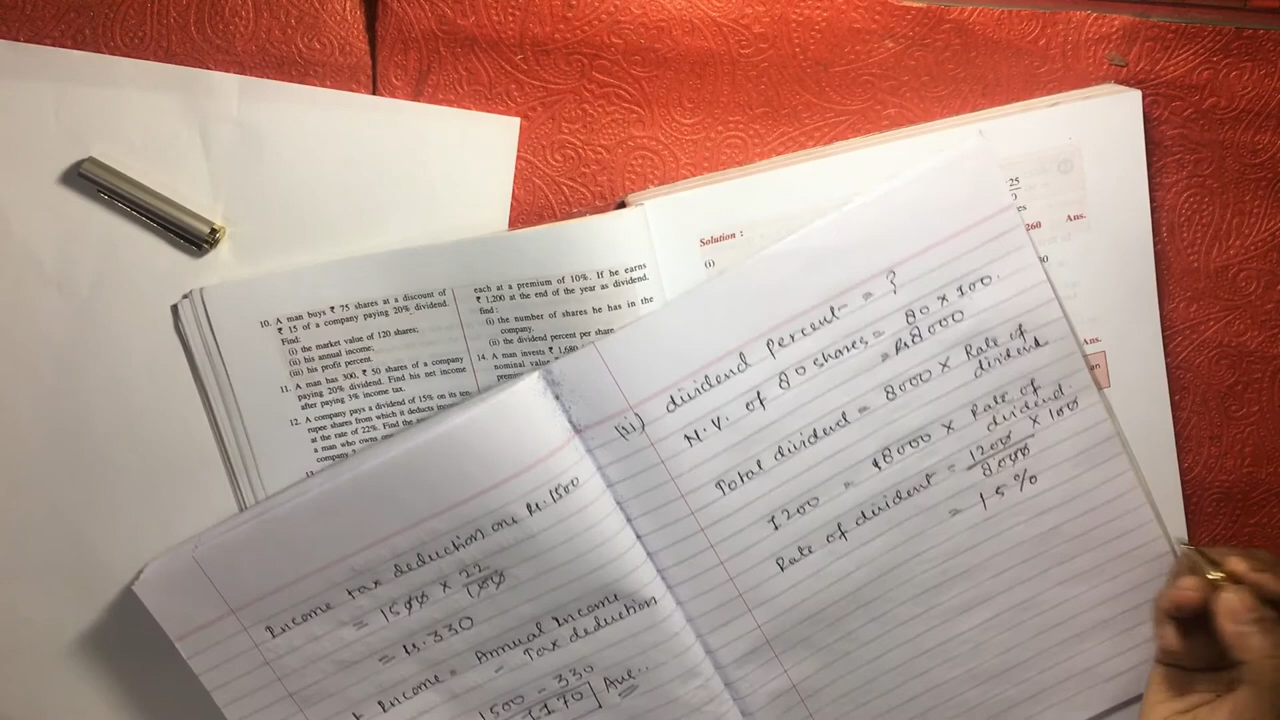 10. A man buys ₹ 75 shares at a discount of
₹ 15 of a company paying 20% dividend.
Find:
(i) the market value of 120 shares;
(ii) his annual income;
(iii) his profit percent.
11. A man has 300, ₹ 50 shares of a company
paying 20% dividend. Find his net income
after paying 3% income tax.
12. A company pays a dividend of 15% on its ten-
rupee shares from which it deducts income
at the rate of 22%. Find the
a man who owns one
company ?
13.
each at a premium of 10%. If he earns
₹ 1,200 at the end of the year as dividend,
find :
(i) the number of shares he has in the
company.
(ii) the dividend percent per share.
14. A man invests ₹ 1,680
nominal value
Solution :
(i)
25
es
260 Ans.
Ans.
Income tax deduction on Rs.1500
= 1500 × 22/100
= Rs.330
Income = Annual Income
- Tax deduction
1500 - 330
1170] Ans..
(ii) dividend percent = ?
N.V. of 80 shares = 80 × 100.
= Rs.8000
Total dividend = 8000 × Rate of
dividend
1200 = 8000 × Rate of
dividend.
Rate of dividend = 1200/8000 × 100
= 15%